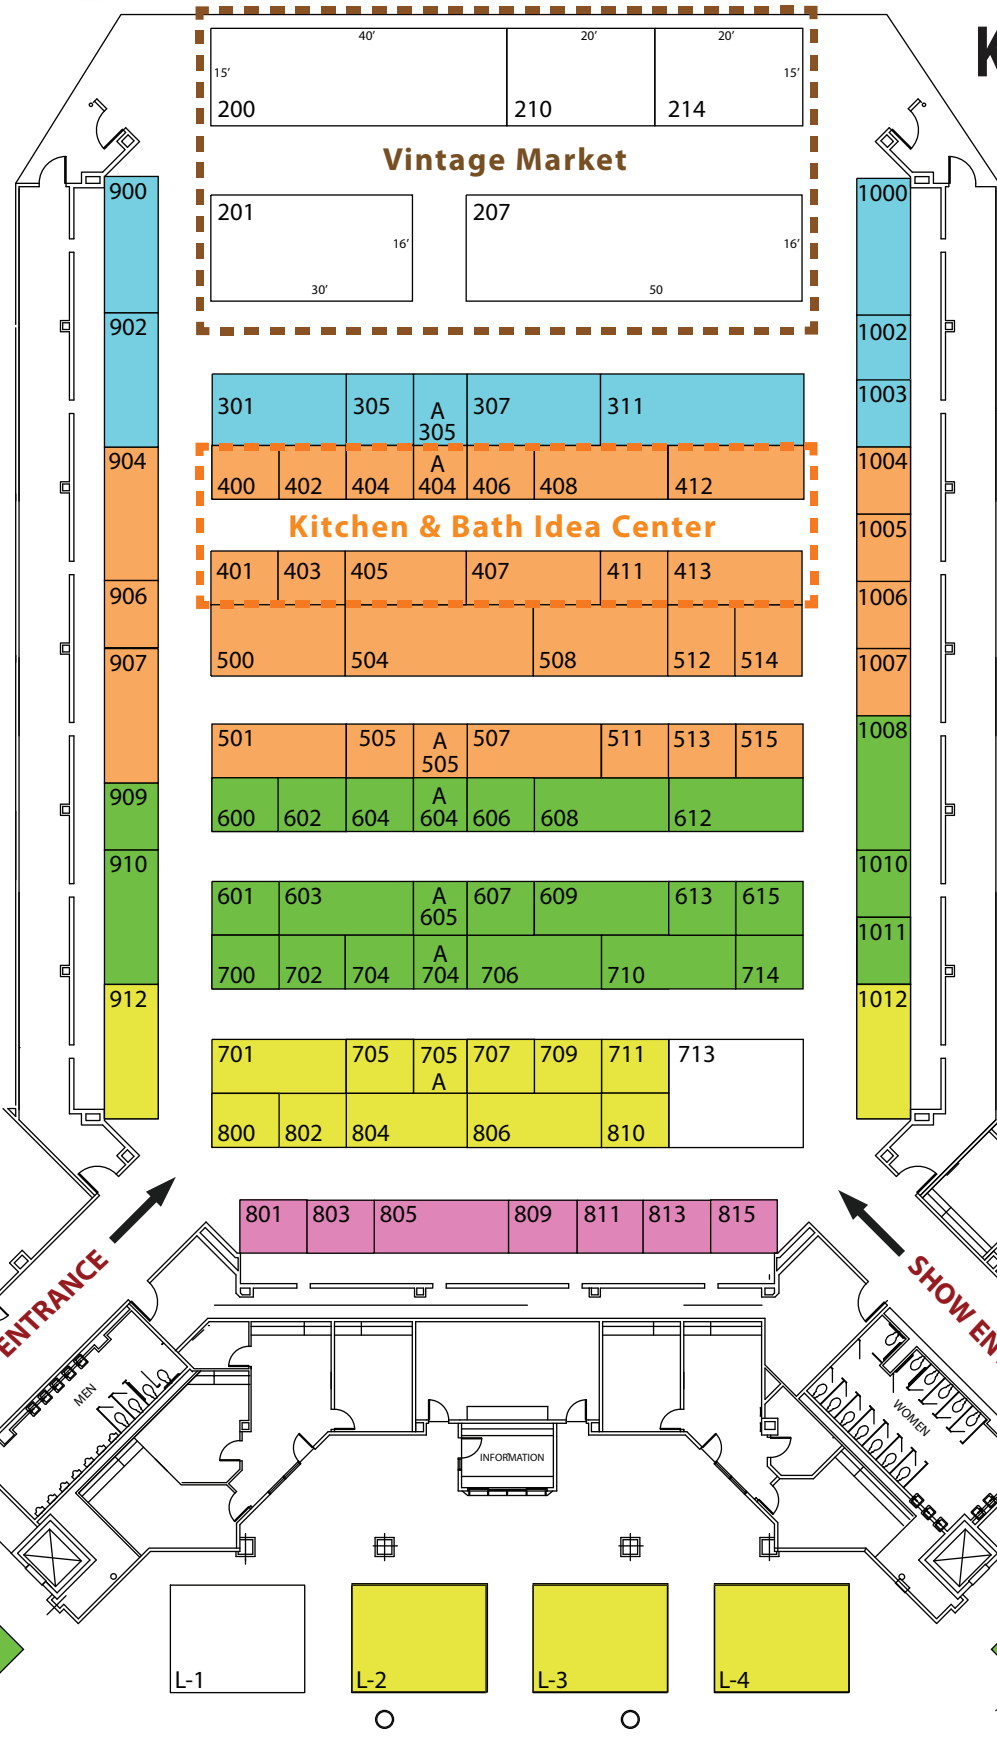 K
40' 20' 20'
15' 15'
200 210 214
Vintage Market
201 207
16' 16'
30' 50
900 1000
902 1002
1003
301 305 A 305 307 311
904 1004
400 402 404 A 404 406 408 412
Kitchen & Bath Idea Center
1005
401 403 405 407 411 413
906 1006
907 1007
500 504 508 512 514
1008
501 505 A 505 507 511 513 515
909
600 602 604 A 604 606 608 612
910 1010
601 603 A 605 607 609 613 615
1011
700 702 704 A 704 706 710 714
912 1012
701 705 705 A 707 709 711 713
800 802 804 806 810
801 803 805 809 811 813 815
ENTRANCE
SHOW EN
MEN
WOMEN
INFORMATION
L-1 L-2 L-3 L-4